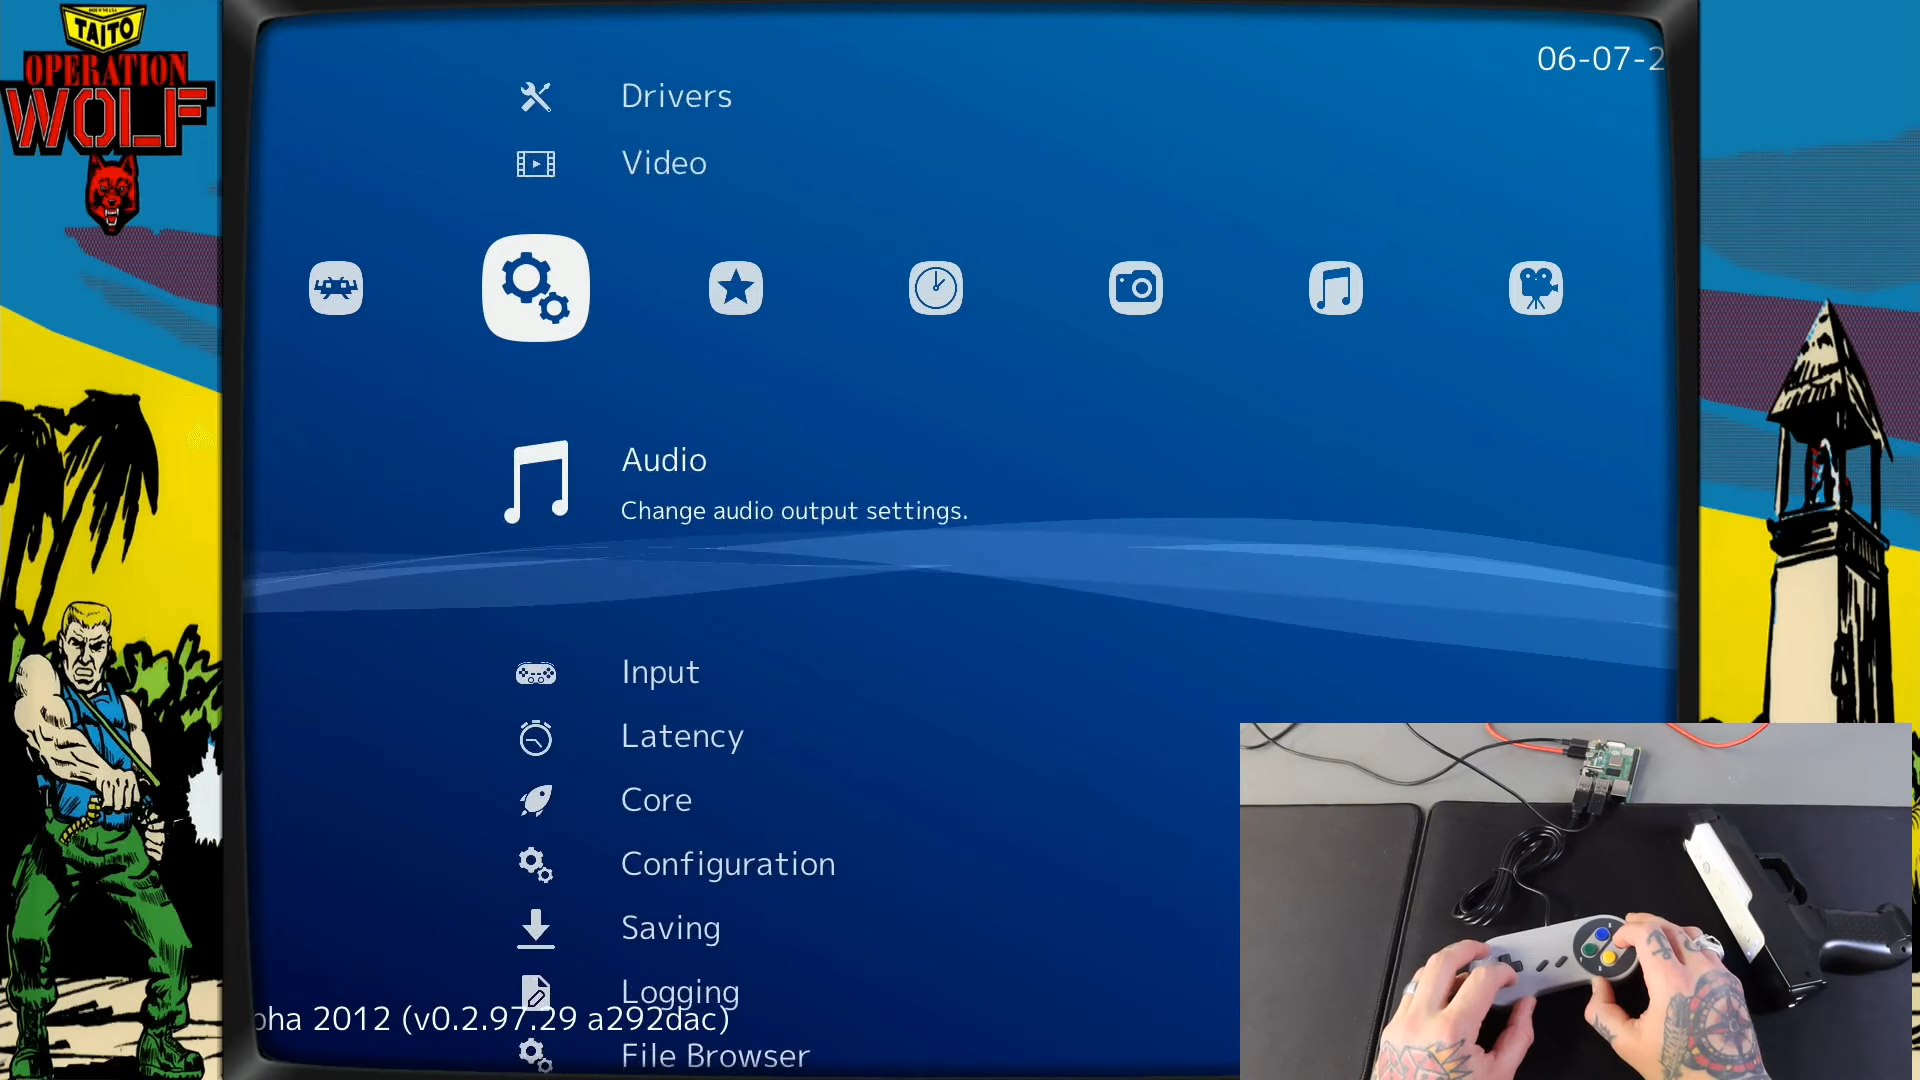 TAITO
OPERATION
WOLF
06-07-2
Drivers
Video
Audio
Change audio output settings.
Input
Latency
Core
Configuration
Saving
Logging
pha 2012 (v0.2.97.29 a292dac)
File Browser